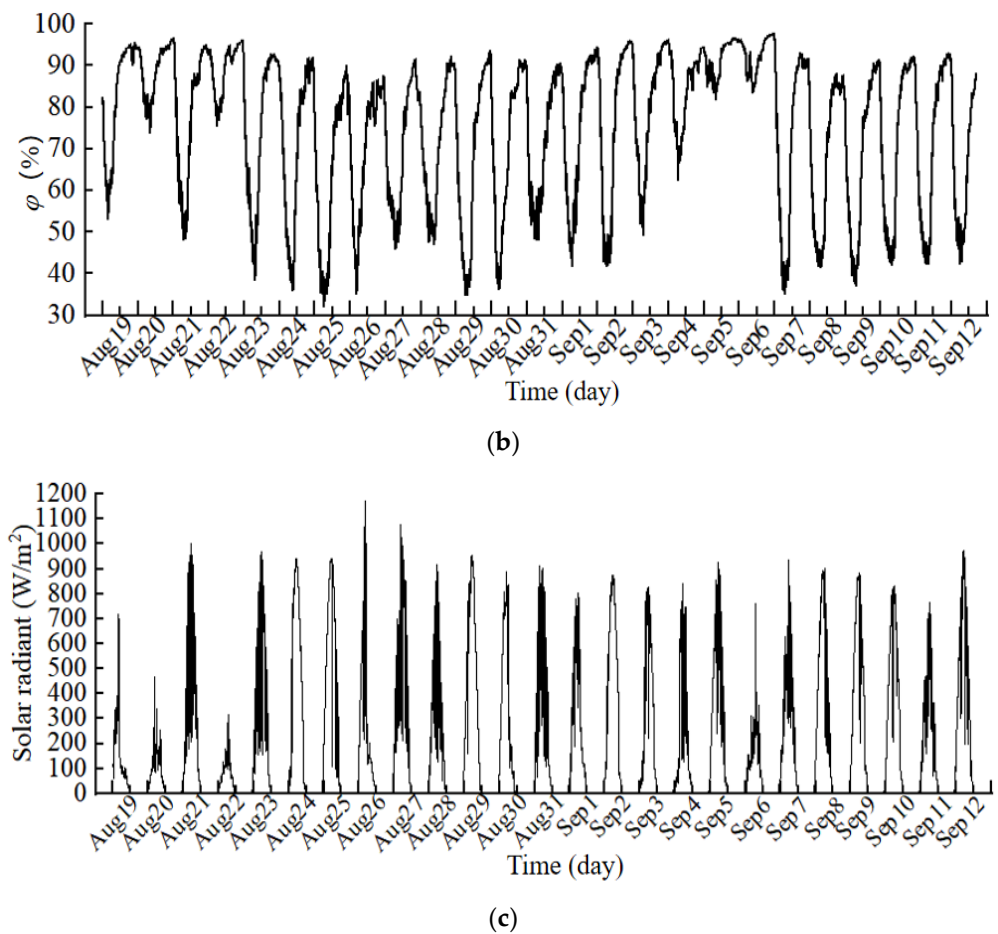 100
90
80
70
60
50
40
30
φ (%)
Aug19 Aug20 Aug21 Aug22 Aug23 Aug24 Aug25 Aug26 Aug27 Aug28 Aug29 Aug30 Aug31 Sep1 Sep2 Sep3 Sep4 Sep5 Sep6 Sep7 Sep8 Sep9 Sep10 Sep11 Sep12
Time (day)
(b)
1200
1100
1000
900
800
700
600
500
400
300
200
100
0
Solar radiant (W/m²)
Aug19 Aug20 Aug21 Aug22 Aug23 Aug24 Aug25 Aug26 Aug27 Aug28 Aug29 Aug30 Aug31 Sep1 Sep2 Sep3 Sep4 Sep5 Sep6 Sep7 Sep8 Sep9 Sep10 Sep11 Sep12
Time (day)
(c)